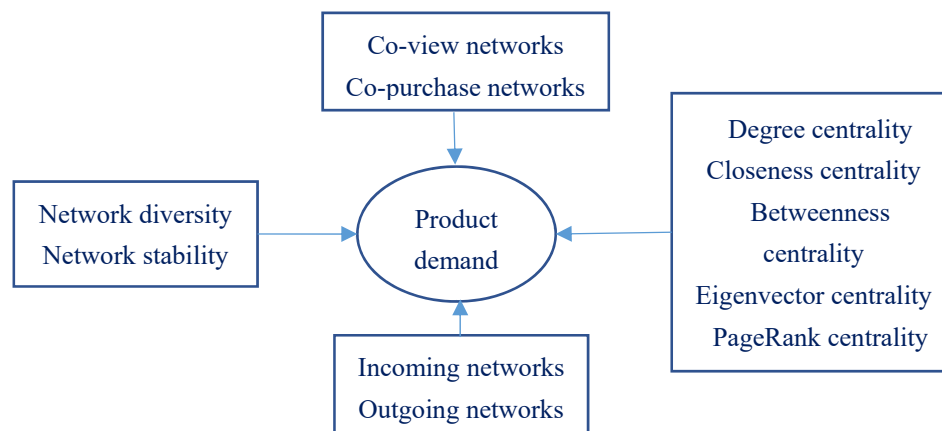 Co-view networks
Co-purchase networks
Degree centrality
Closeness centrality
Betweenness
centrality
Eigenvector centrality
PageRank centrality
Network diversity
Network stability
Product
demand
Incoming networks
Outgoing networks